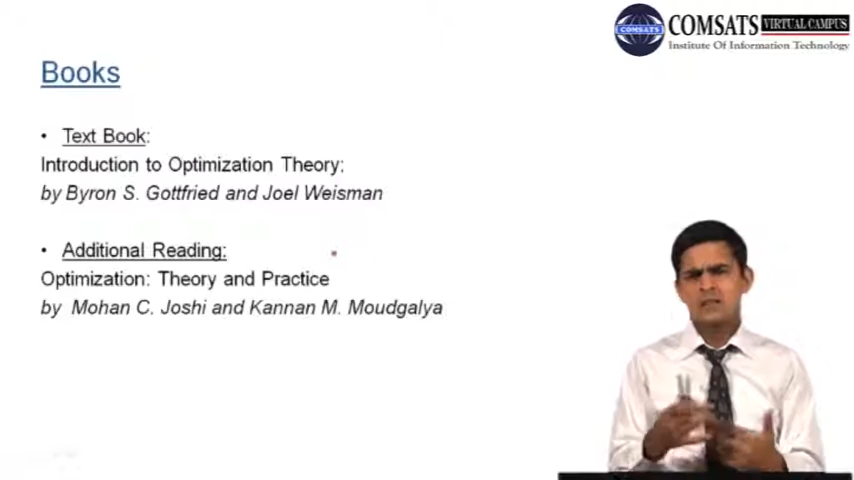 COMSATS
COMSATS VIRTUAL CAMPUS
Institute Of Information Technology
Books
• Text Book:
Introduction to Optimization Theory;
by Byron S. Gottfried and Joel Weisman
• Additional Reading:
Optimization: Theory and Practice
by Mohan C. Joshi and Kannan M. Moudgalya